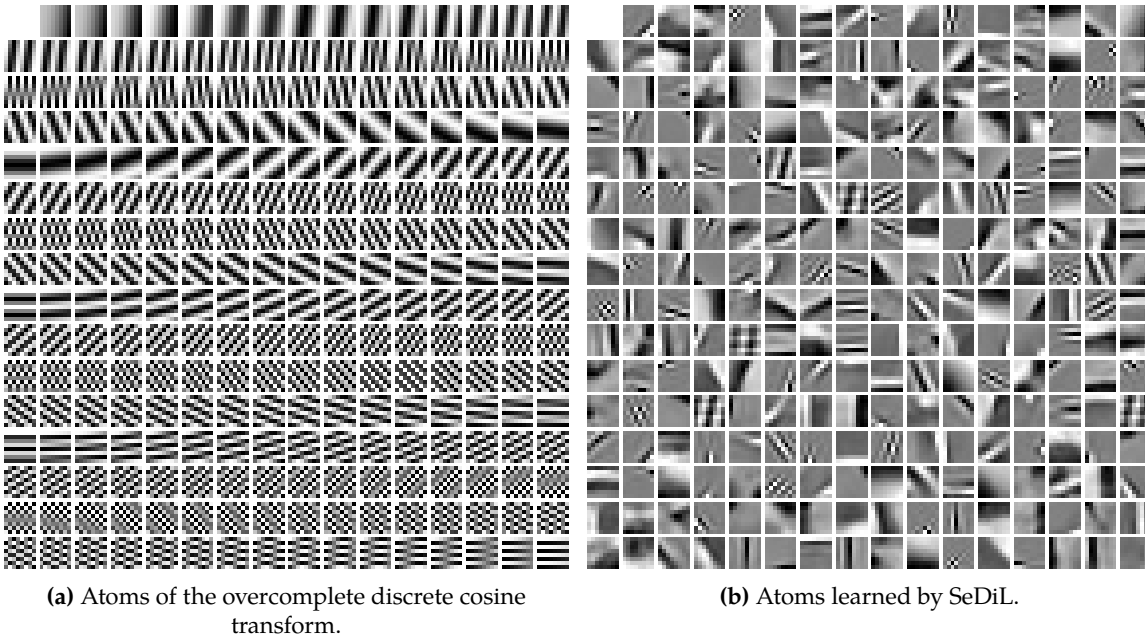 (a) Atoms of the overcomplete discrete cosine
transform.
(b) Atoms learned by SeDiL.